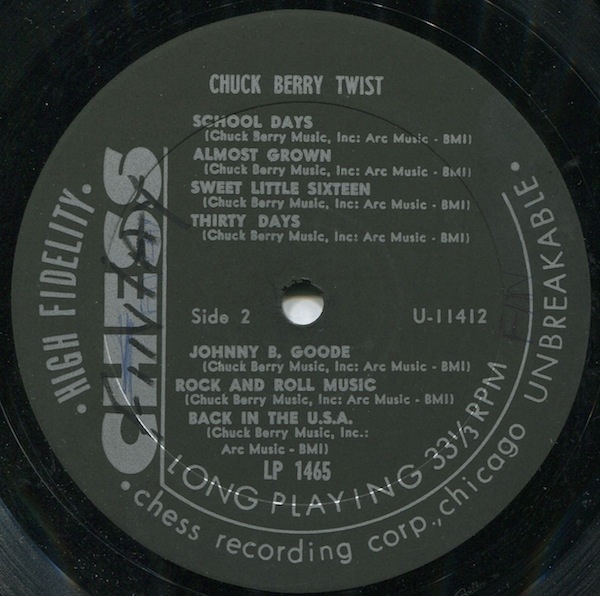 CHUCK BERRY TWIST
SCHOOL DAYS
(Chuck Berry Music, Inc: Arc Music - BMI)
ALMOST GROWN
(Chuck Berry Music, Inc: Arc Music - BMI)
SWEET LITTLE SIXTEEN
(Chuck Berry Music, Inc: Arc Music - BMI)
THIRTY DAYS
(Chuck Berry Music, Inc: Arc Music - BMI)
Side 2
U-11412
JOHNNY B. GOODE
(Chuck Berry Music, Inc: Arc Music - BMI)
ROCK AND ROLL MUSIC
(Chuck Berry Music, Inc: Arc Music - BMI)
BACK IN THE U.S.A.
(Chuck Berry Music, Inc.:
Arc Music - BMI)
LP 1465
CHESS
• HIGH FIDELITY •
LONG PLAYING 33⅓ RPM
• chess recording corp., chicago UNBREAKABLE •